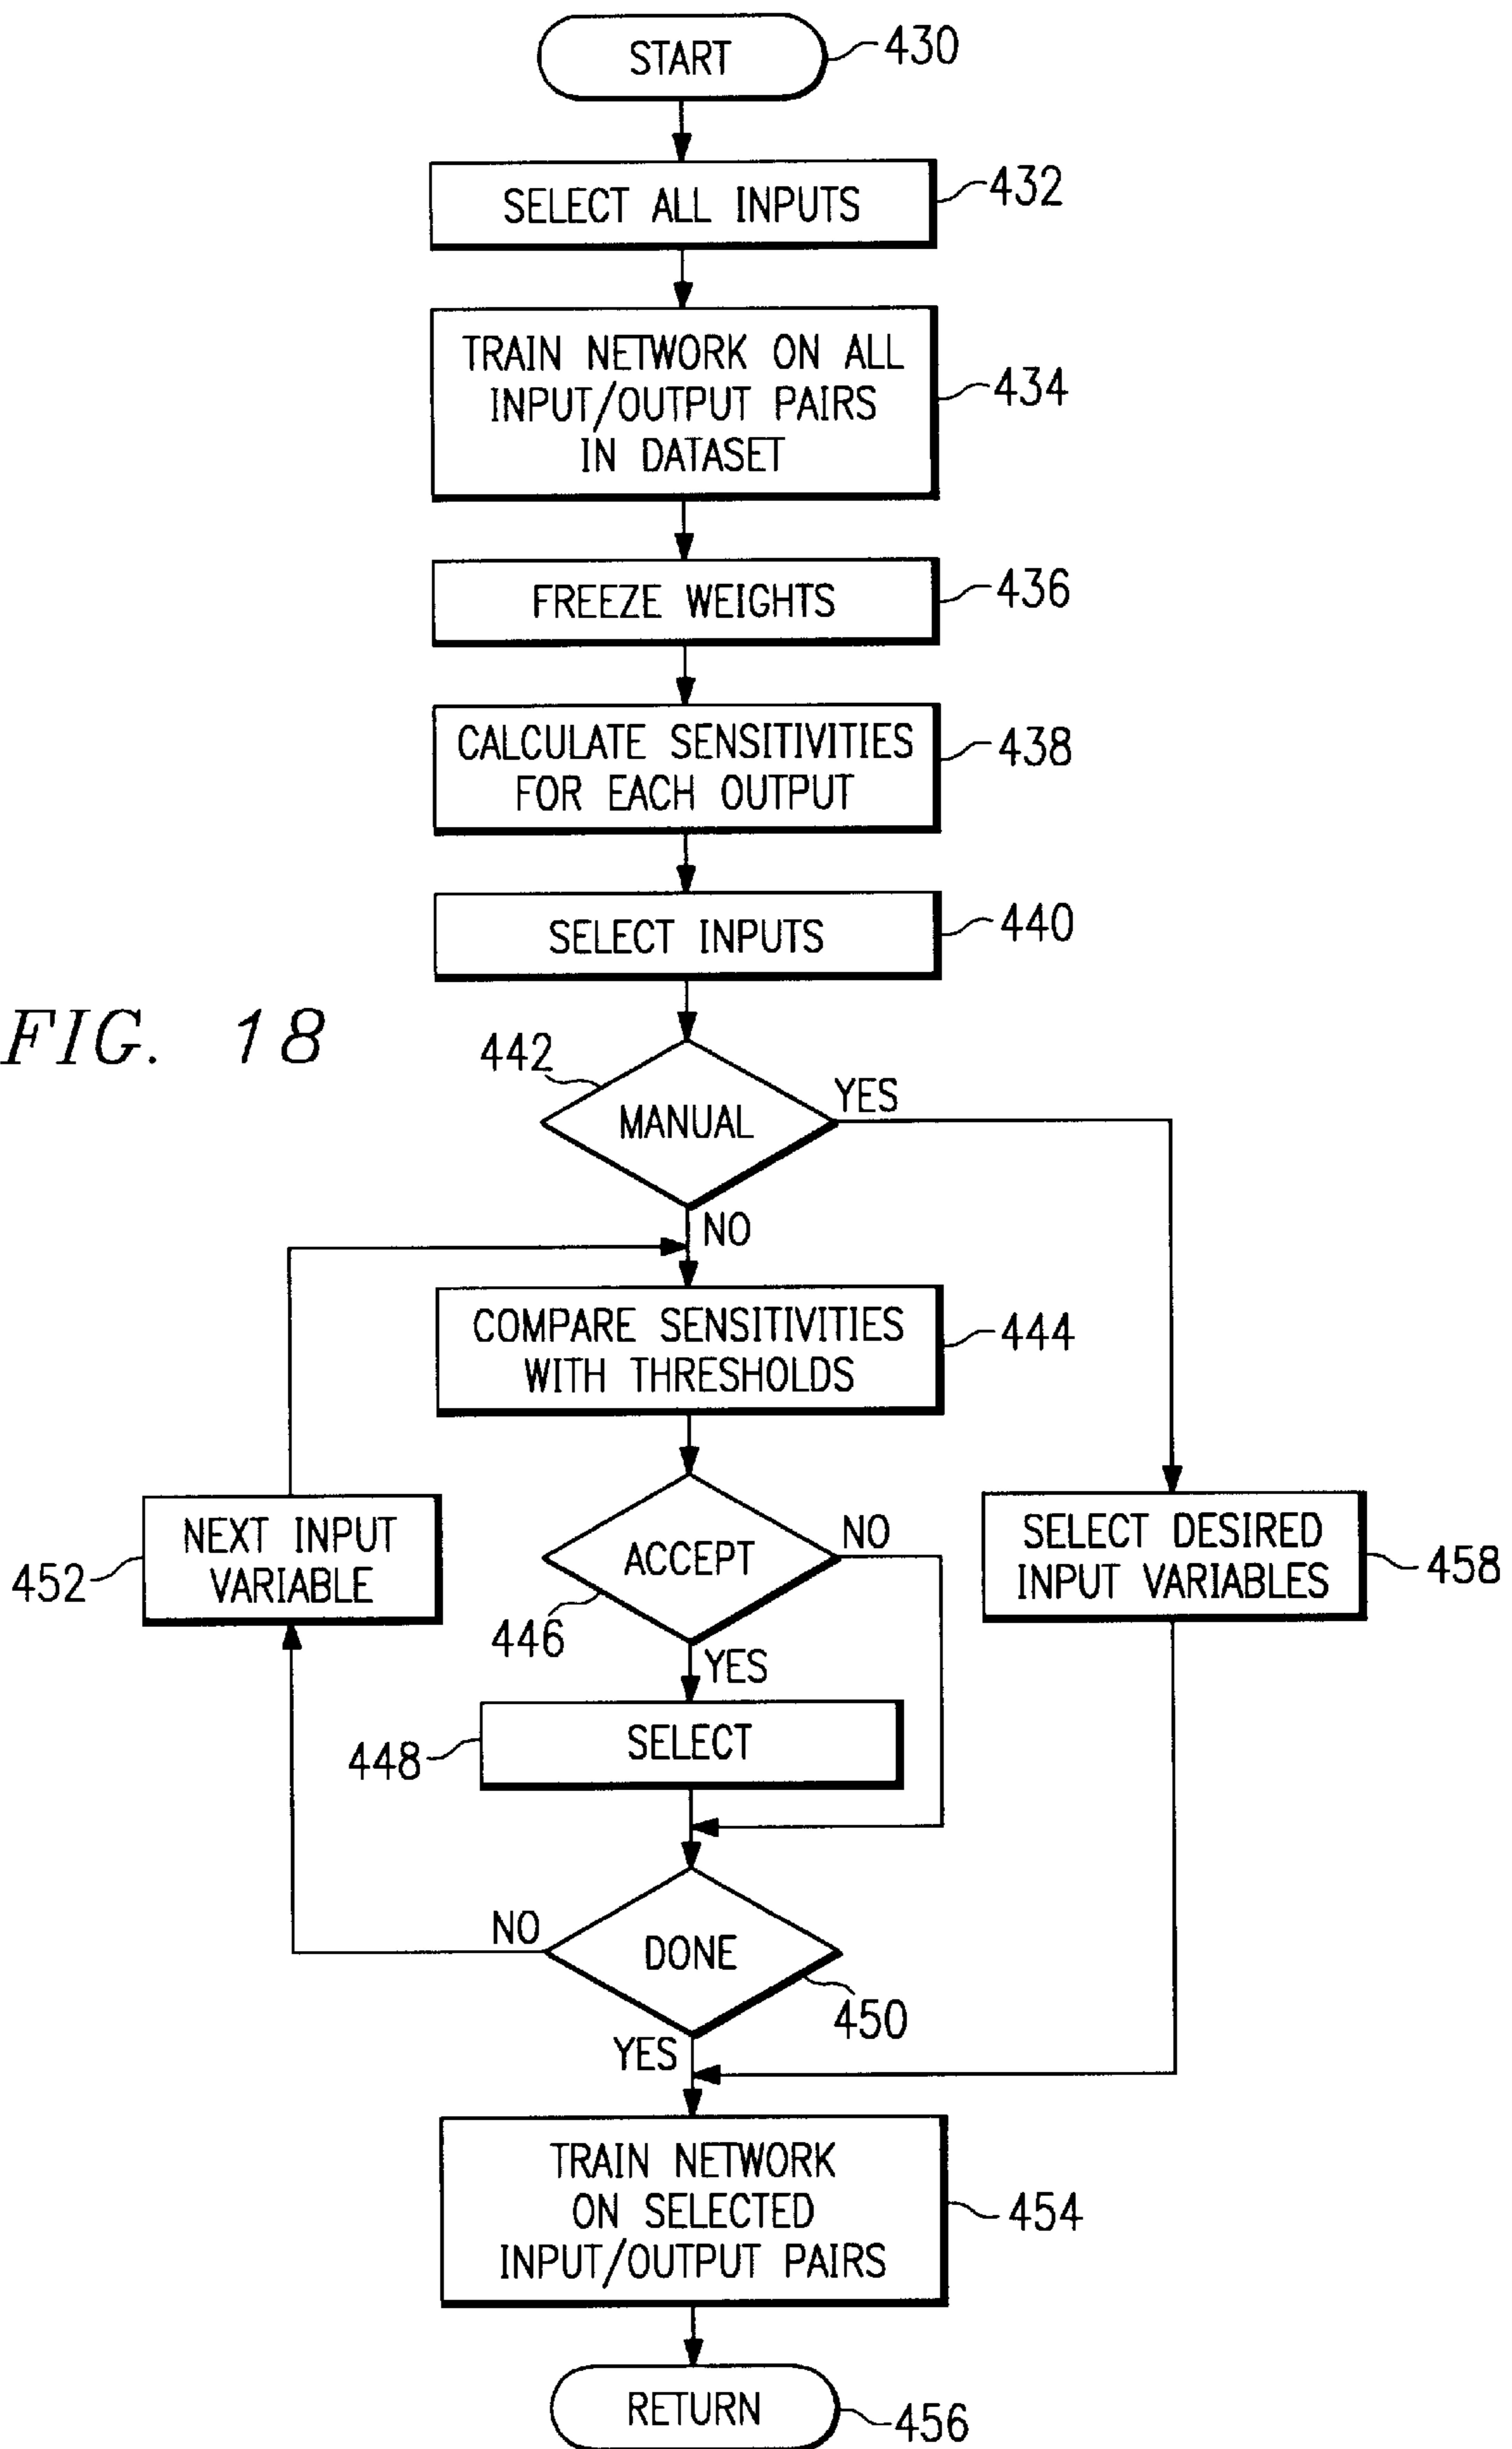 START
430
SELECT ALL INPUTS
432
TRAIN NETWORK ON ALL
INPUT/OUTPUT PAIRS
IN DATASET
434
FREEZE WEIGHTS
436
CALCULATE SENSITIVITIES
FOR EACH OUTPUT
438
SELECT INPUTS
440
FIG. 18
442
MANUAL
YES
NO
COMPARE SENSITIVITIES
WITH THRESHOLDS
444
NEXT INPUT
VARIABLE
452
ACCEPT
NO
446
YES
SELECT DESIRED
INPUT VARIABLES
458
SELECT
448
NO
DONE
450
YES
TRAIN NETWORK
ON SELECTED
INPUT/OUTPUT PAIRS
454
RETURN
456